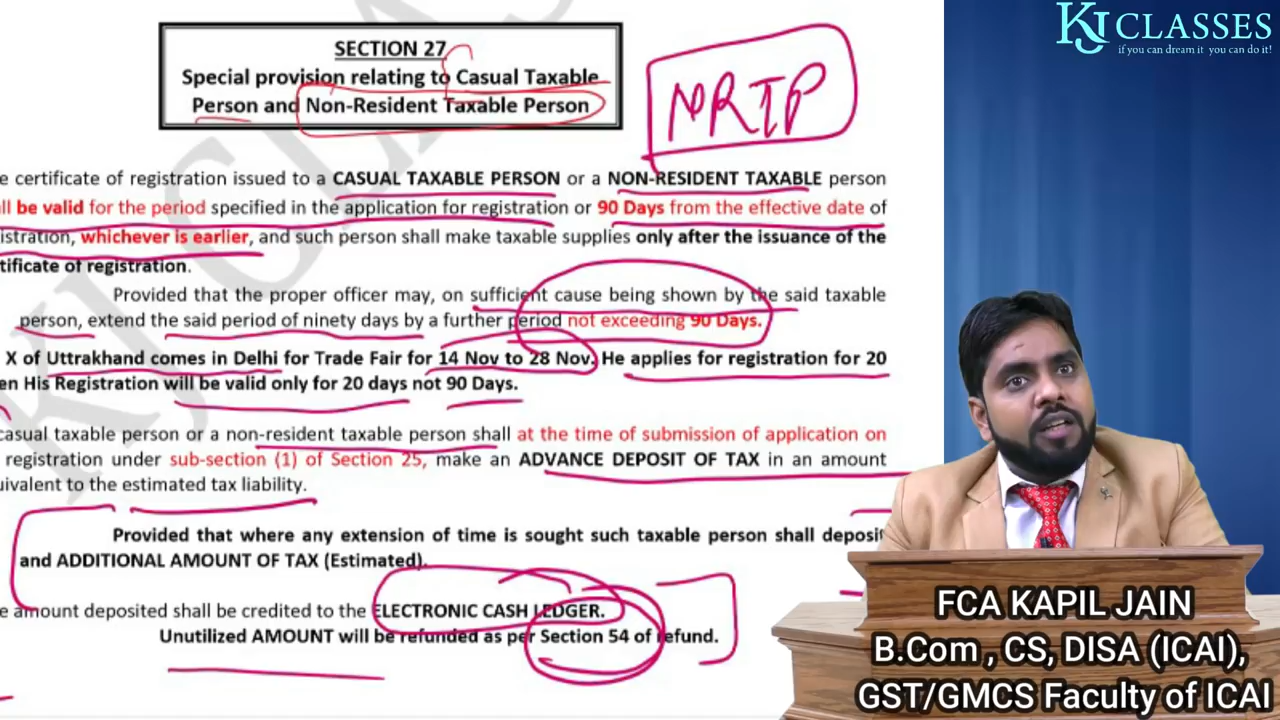 SECTION 27
Special provision relating to Casual Taxable
Person and Non-Resident Taxable Person
NRTP
e certificate of registration issued to a CASUAL TAXABLE PERSON or a NON-RESIDENT TAXABLE person
ll be valid for the period specified in the application for registration or 90 Days from the effective date of
istration, whichever is earlier, and such person shall make taxable supplies only after the issuance of the
tificate of registration.
Provided that the proper officer may, on sufficient cause being shown by the said taxable
person, extend the said period of ninety days by a further period not exceeding 90 Days.
X of Uttrakhand comes in Delhi for Trade Fair for 14 Nov to 28 Nov. He applies for registration for 20
en His Registration will be valid only for 20 days not 90 Days.
casual taxable person or a non-resident taxable person shall at the time of submission of application on
registration under sub-section (1) of Section 25, make an ADVANCE DEPOSIT OF TAX in an amount
uivalent to the estimated tax liability.
Provided that where any extension of time is sought such taxable person shall deposit
and ADDITIONAL AMOUNT OF TAX (Estimated).
e amount deposited shall be credited to the ELECTRONIC CASH LEDGER.
Unutilized AMOUNT will be refunded as per Section 54 of refund.
KJ CLASSES
if you can dream it you can do it!
FCA KAPIL JAIN
B.Com , CS, DISA (ICAI),
GST/GMCS Faculty of ICAI